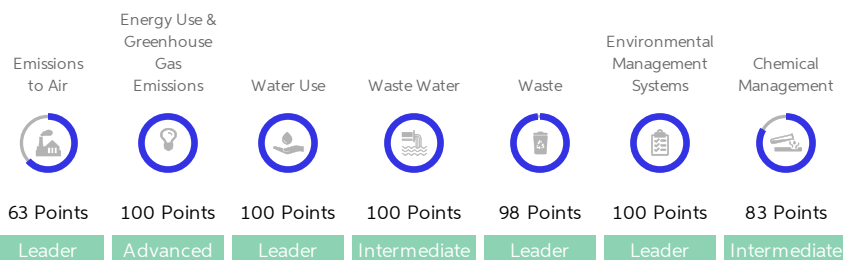 Emissions
to Air
Energy Use &
Greenhouse
Gas
Emissions
Water Use
Waste Water
Waste
Environmental
Management
Systems
Chemical
Management
63 Points
100 Points
100 Points
100 Points
98 Points
100 Points
83 Points
Leader
Advanced
Leader
Intermediate
Leader
Leader
Intermediate